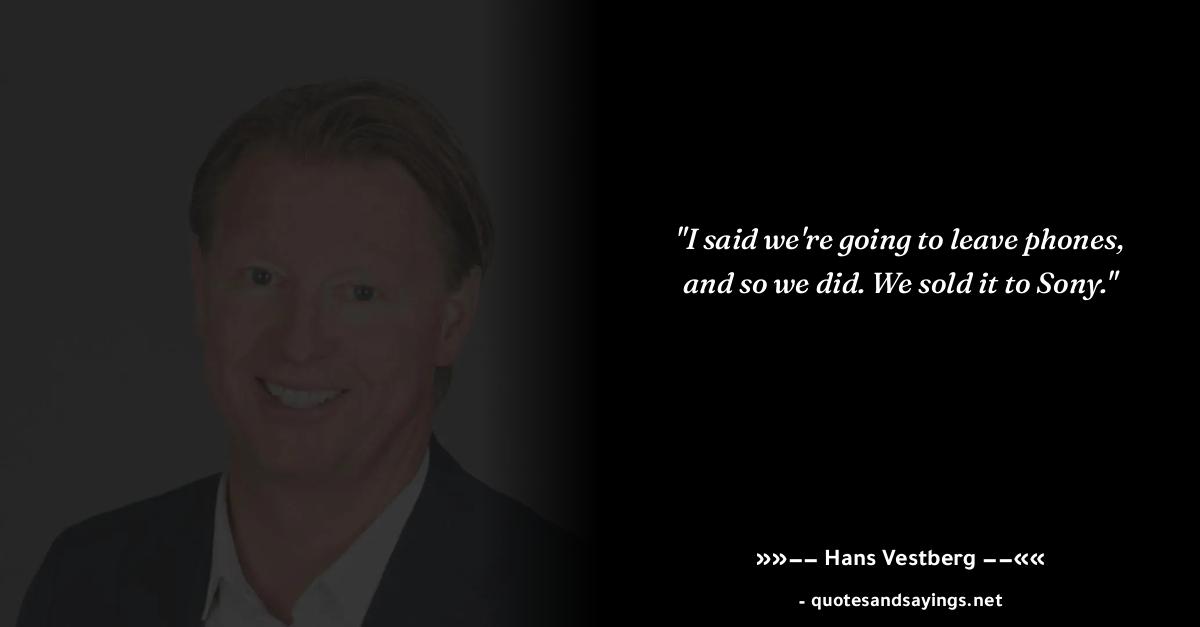 "I said we're going to leave phones,
and so we did. We sold it to Sony."
»»−− Hans Vestberg −−««
- quotesandsayings.net